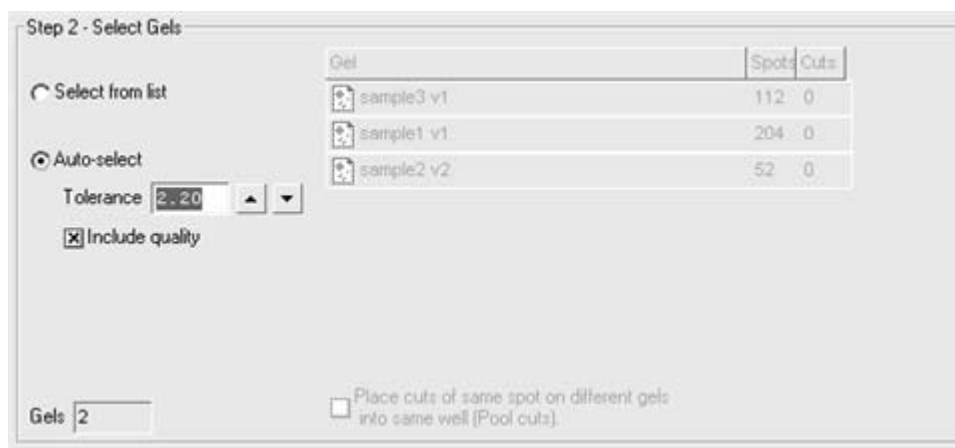 Step 2 - Select Gels
Gel Spots Cuts
Select from list
sample3 v1 112 0
sample1 v1 204 0
Auto-select
sample2 v2 52 0
Tolerance 2.20
Include quality
Place cuts of same spot on different gels
into same well (Pool cuts).
Gels 2